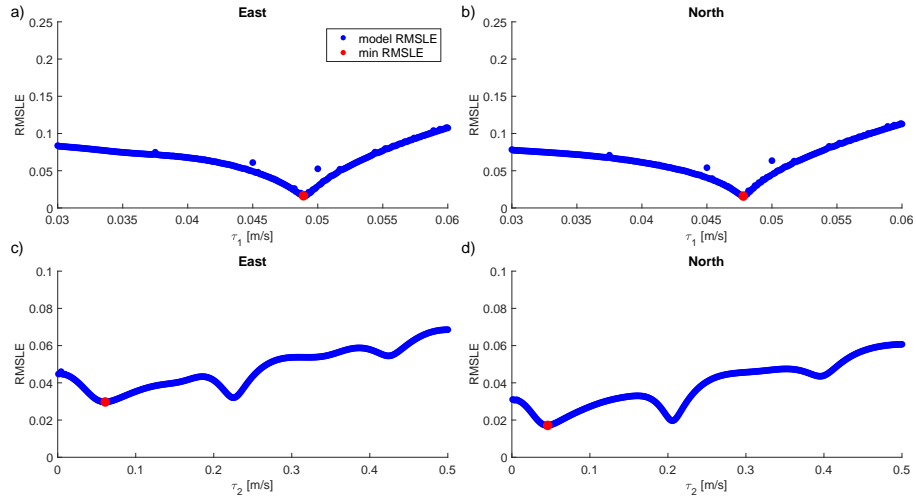 a)
East
0.25
0.2
0.15
0.1
0.05
0
RMSLE
model RMSLE
min RMSLE
0.03 0.035 0.04 0.045 0.05 0.055 0.06
τ1 [m/s]
b)
North
0.25
0.2
0.15
0.1
0.05
0
RMSLE
0.03 0.035 0.04 0.045 0.05 0.055 0.06
τ1 [m/s]
c)
East
0.1
0.08
0.06
0.04
0.02
0
RMSLE
0 0.1 0.2 0.3 0.4 0.5
τ2 [m/s]
d)
North
0.1
0.08
0.06
0.04
0.02
0
RMSLE
0 0.1 0.2 0.3 0.4 0.5
τ2 [m/s]